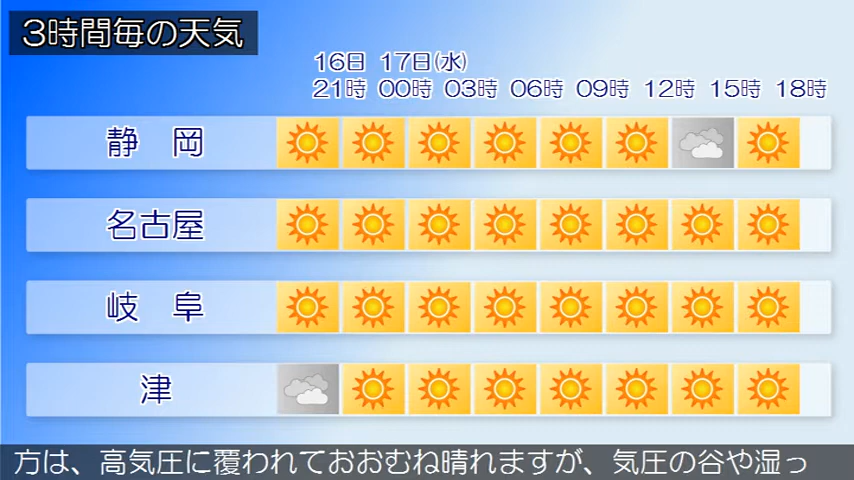 3時間毎の天気
16日 17日(水)
21時 00時 03時 06時 09時 12時 15時 18時
静 岡
名古屋
岐 阜
津
方は、高気圧に覆われておおむね晴れますが、気圧の谷や湿っ